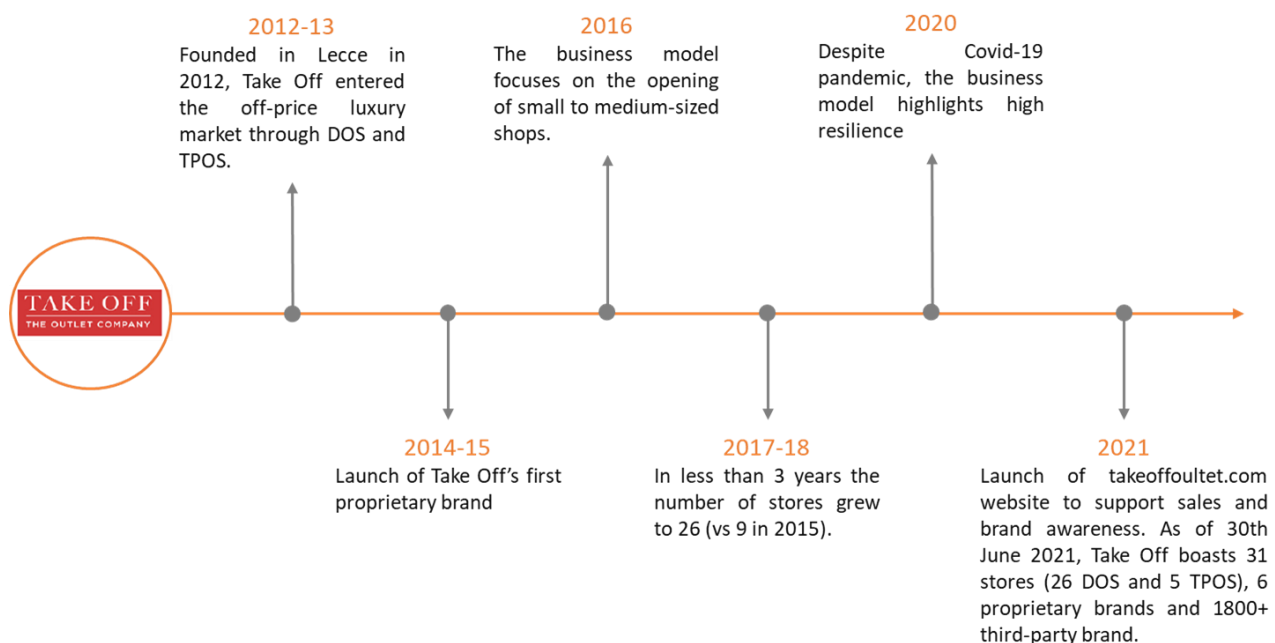 2012-13
Founded in Lecce in
2012, Take Off entered
the off-price luxury
market through DOS and
TPOS.
2016
The business model
focuses on the opening
of small to medium-sized
shops.
2020
Despite Covid-19
pandemic, the business
model highlights high
resilience
TAKE OFF
THE OUTLET COMPANY
2014-15
Launch of Take Off’s first
proprietary brand
2017-18
In less than 3 years the
number of stores grew
to 26 (vs 9 in 2015).
2021
Launch of takeoffoultet.com
website to support sales and
brand awareness. As of 30th
June 2021, Take Off boasts 31
stores (26 DOS and 5 TPOS), 6
proprietary brands and 1800+
third-party brand.